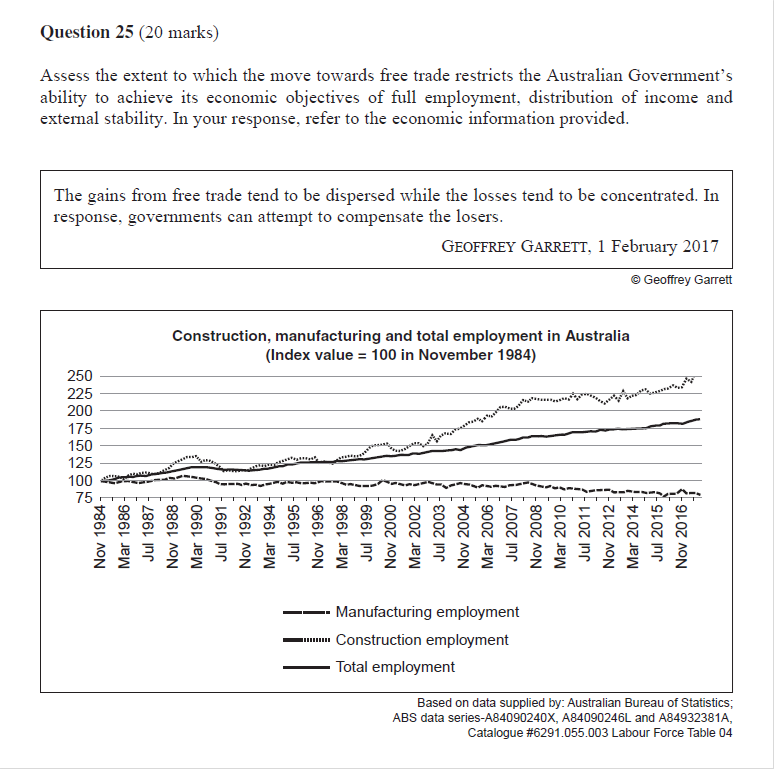 Question 25 (20 marks)
Assess the extent to which the move towards free trade restricts the Australian Government's
ability to achieve its economic objectives of full employment, distribution of income and
external stability. In your response, refer to the economic information provided.
The gains from free trade tend to be dispersed while the losses tend to be concentrated. In
response, governments can attempt to compensate the losers.
GEOFFREY GARRETT, 1 February 2017
© Geoffrey Garrett
Construction, manufacturing and total employment in Australia
(Index value = 100 in November 1984)
250
225
200
175
150
125
100
75
Nov 1984
Mar 1986
Jul 1987
Nov 1988
Mar 1990
Jul 1991
Nov 1992
Mar 1994
Jul 1995
Nov 1996
Mar 1998
Jul 1999
Nov 2000
Mar 2002
Jul 2003
Nov 2004
Mar 2006
Jul 2007
Nov 2008
Mar 2010
Jul 2011
Nov 2012
Mar 2014
Jul 2015
Nov 2016
Manufacturing employment
Construction employment
Total employment
Based on data supplied by: Australian Bureau of Statistics;
ABS data series-A84090240X, A84090246L and A84932381A,
Catalogue #6291.055.003 Labour Force Table 04